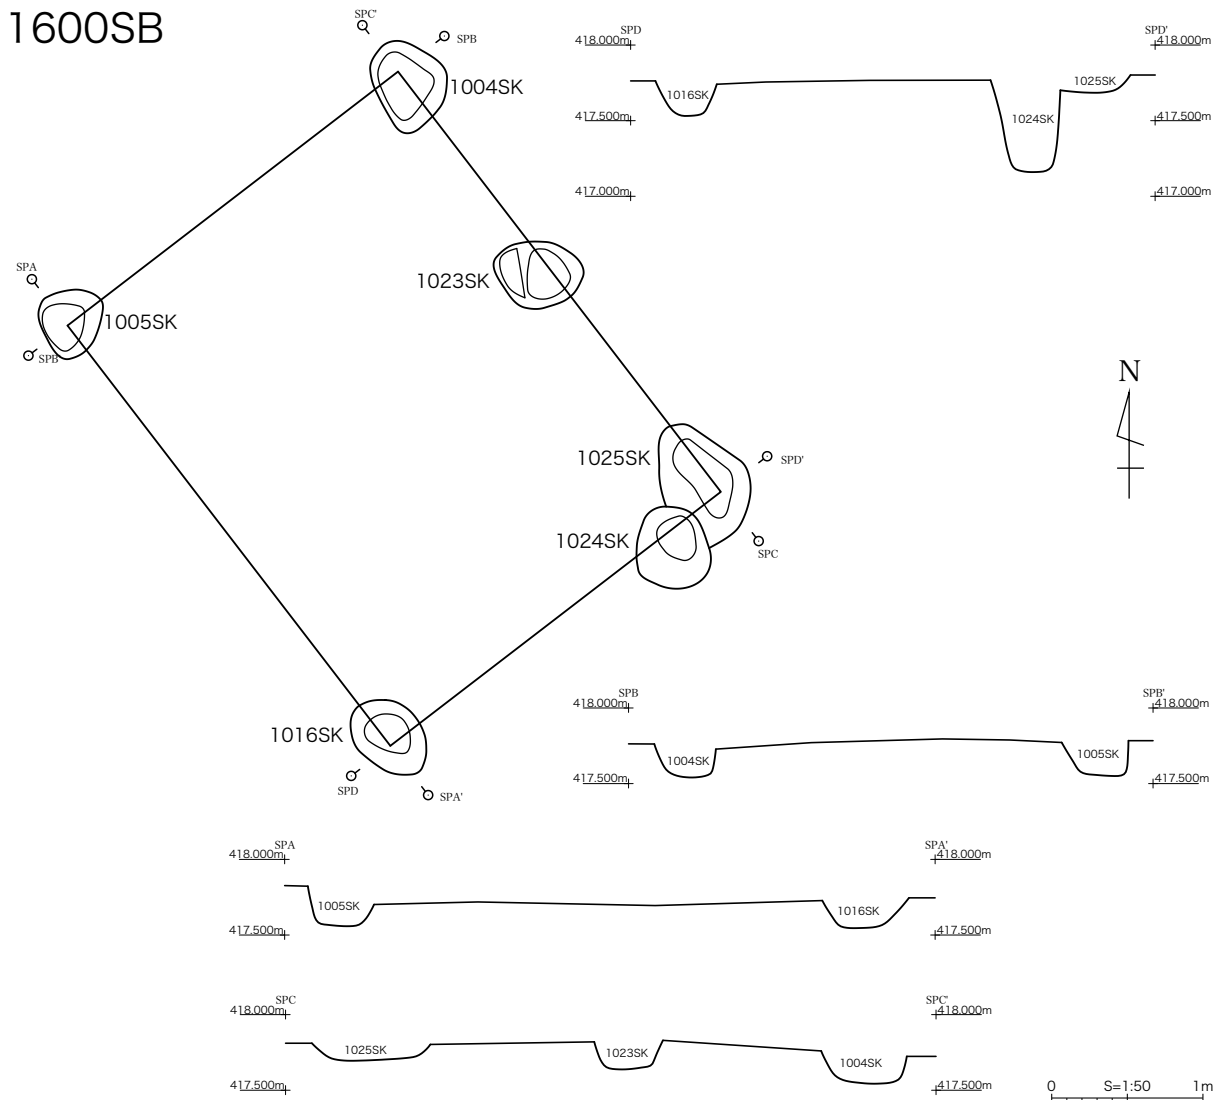 1600SB
SPC'
SPB
1004SK
SPA
1005SK
SPB'
1023SK
1025SK
SPD'
1024SK
SPC
1016SK
SPD
SPA'
N
SPD
SPD'
418.000m
418.000m
1016SK
1025SK
417.500m
1024SK
417.500m
417.000m
417.000m
SPB
SPB'
418.000m
418.000m
1004SK
1005SK
417.500m
417.500m
SPA
SPA'
418.000m
418.000m
1005SK
1016SK
417.500m
417.500m
SPC
SPC'
418.000m
418.000m
1025SK
1023SK
1004SK
417.500m
417.500m
0 S=1:50 1m